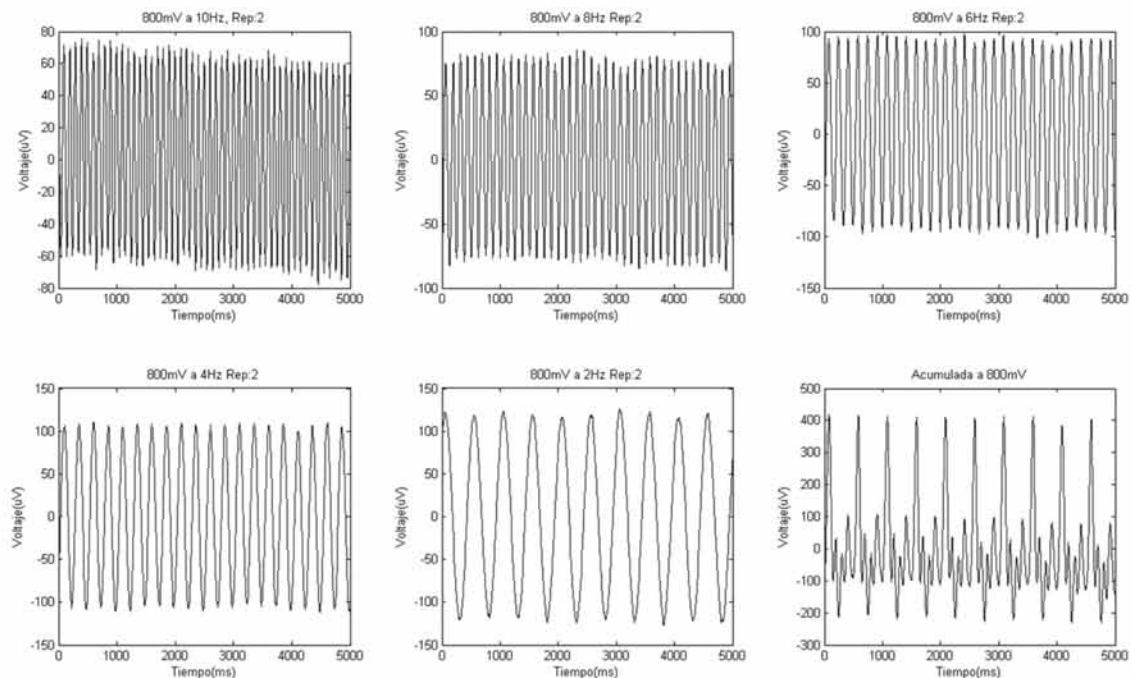 800mV a 10Hz, Rep:2
80
60
40
20
0
-20
-40
-60
-80
Voltaje(uV)
0 1000 2000 3000 4000 5000
Tiempo(ms)
800mV a 8Hz Rep:2
100
50
0
-50
-100
Voltaje(uV)
0 1000 2000 3000 4000 5000
Tiempo(ms)
800mV a 6Hz Rep:2
100
50
0
-50
-100
-150
Voltaje(uV)
0 1000 2000 3000 4000 5000
Tiempo(ms)
800mV a 4Hz Rep:2
150
100
50
0
-50
-100
-150
Voltaje(uV)
0 1000 2000 3000 4000 5000
Tiempo(ms)
800mV a 2Hz Rep:2
150
100
50
0
-50
-100
-150
Voltaje(uV)
0 1000 2000 3000 4000 5000
Tiempo(ms)
Acumulada a 800mV
500
400
300
200
100
0
-100
-200
-300
Voltaje(uV)
0 1000 2000 3000 4000 5000
Tiempo(ms)